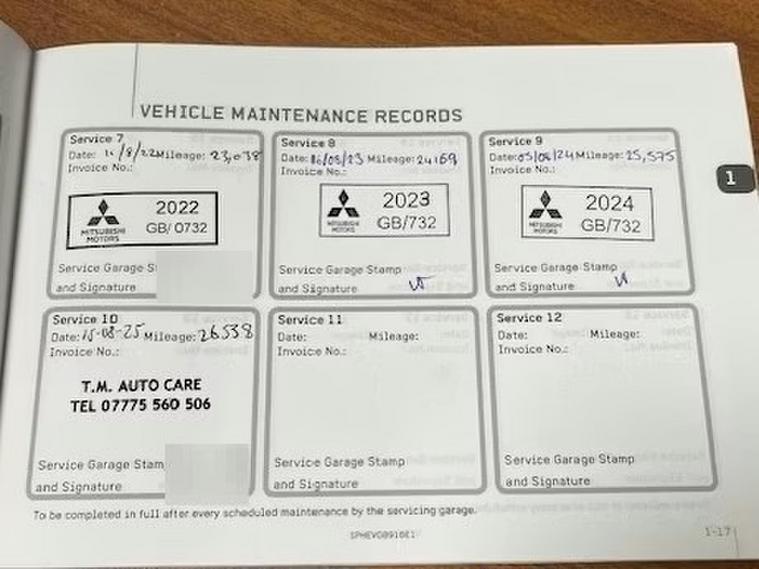 VEHICLE MAINTENANCE RECORDS
Service 7
Date: 11/8/22 Mileage: 23,038
Invoice No.:
MITSUBISHI MOTORS
2022
GB/0732
Service Garage
and Signature
Service 8
Date: 16/08/23 Mileage: 24169
Invoice No.:
MITSUBISHI MOTORS
2023
GB/732
Service Garage Stamp
and Signature
Service 9
Date: 05/08/24 Mileage: 25,575
Invoice No.:
MITSUBISHI MOTORS
2024
GB/732
Service Garage Stamp
and Signature
Service 10
Date: 15-08-25 Mileage: 26538
Invoice No.:
T.M. AUTO CARE
TEL 07775 560 506
Service Garage Stam
and Signature
Service 11
Date: Mileage:
Invoice No.:
Service Garage Stamp
and Signature
Service 12
Date: Mileage:
Invoice No.:
Service Garage Stamp
and Signature
To be completed in full after every scheduled maintenance by the servicing garage.
1
1-17